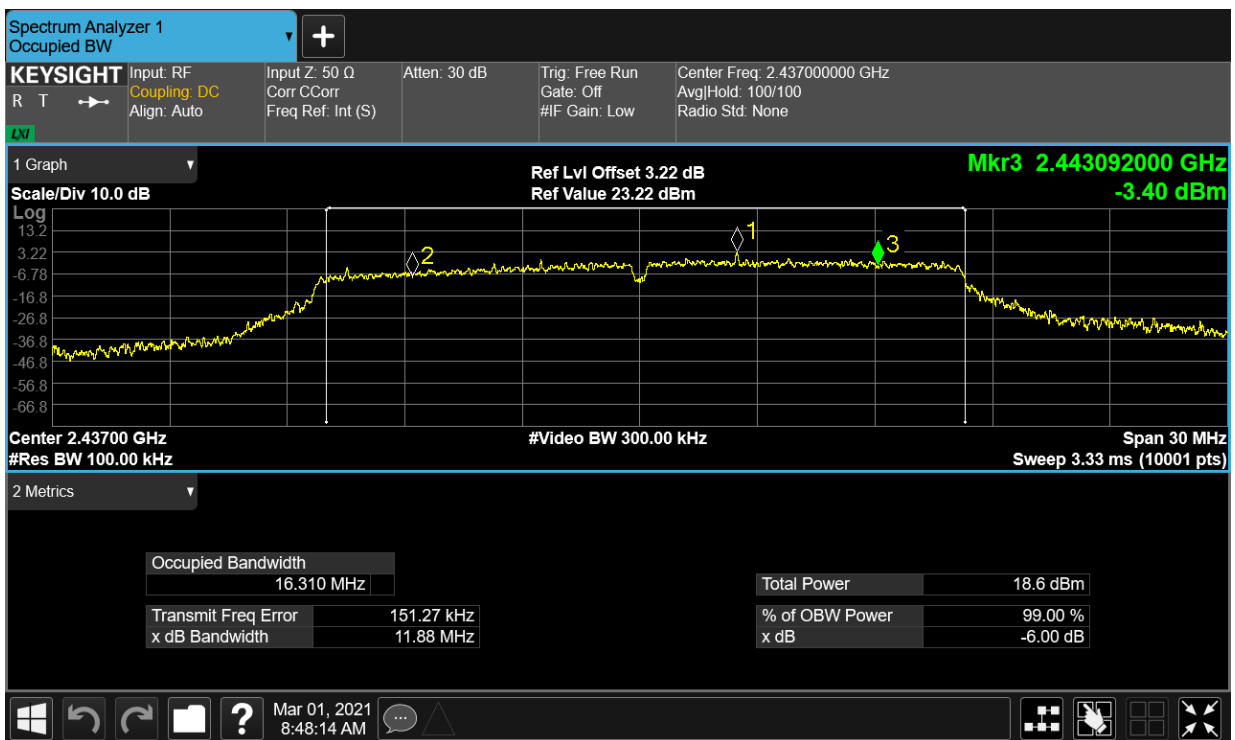 Spectrum Analyzer 1
Occupied BW
KEYSIGHT
R T
LXI
Input: RF
Coupling: DC
Align: Auto
Input Z: 50 Ω
Corr CCorr
Freq Ref: Int (S)
Atten: 30 dB
Trig: Free Run
Gate: Off
#IF Gain: Low
Center Freq: 2.437000000 GHz
Avg|Hold: 100/100
Radio Std: None
1 Graph
Scale/Div 10.0 dB
Ref Lvl Offset 3.22 dB
Ref Value 23.22 dBm
Mkr3 2.443092000 GHz
-3.40 dBm
Log
13.2
3.22
-6.78
-16.8
-26.8
-36.8
-46.8
-56.8
-66.8
2
1
3
Center 2.43700 GHz
#Res BW 100.00 kHz
#Video BW 300.00 kHz
Span 30 MHz
Sweep 3.33 ms (10001 pts)
2 Metrics
Occupied Bandwidth
16.310 MHz
Transmit Freq Error 151.27 kHz
x dB Bandwidth 11.88 MHz
Total Power 18.6 dBm
% of OBW Power 99.00 %
x dB -6.00 dB
?
Mar 01, 2021
8:48:14 AM